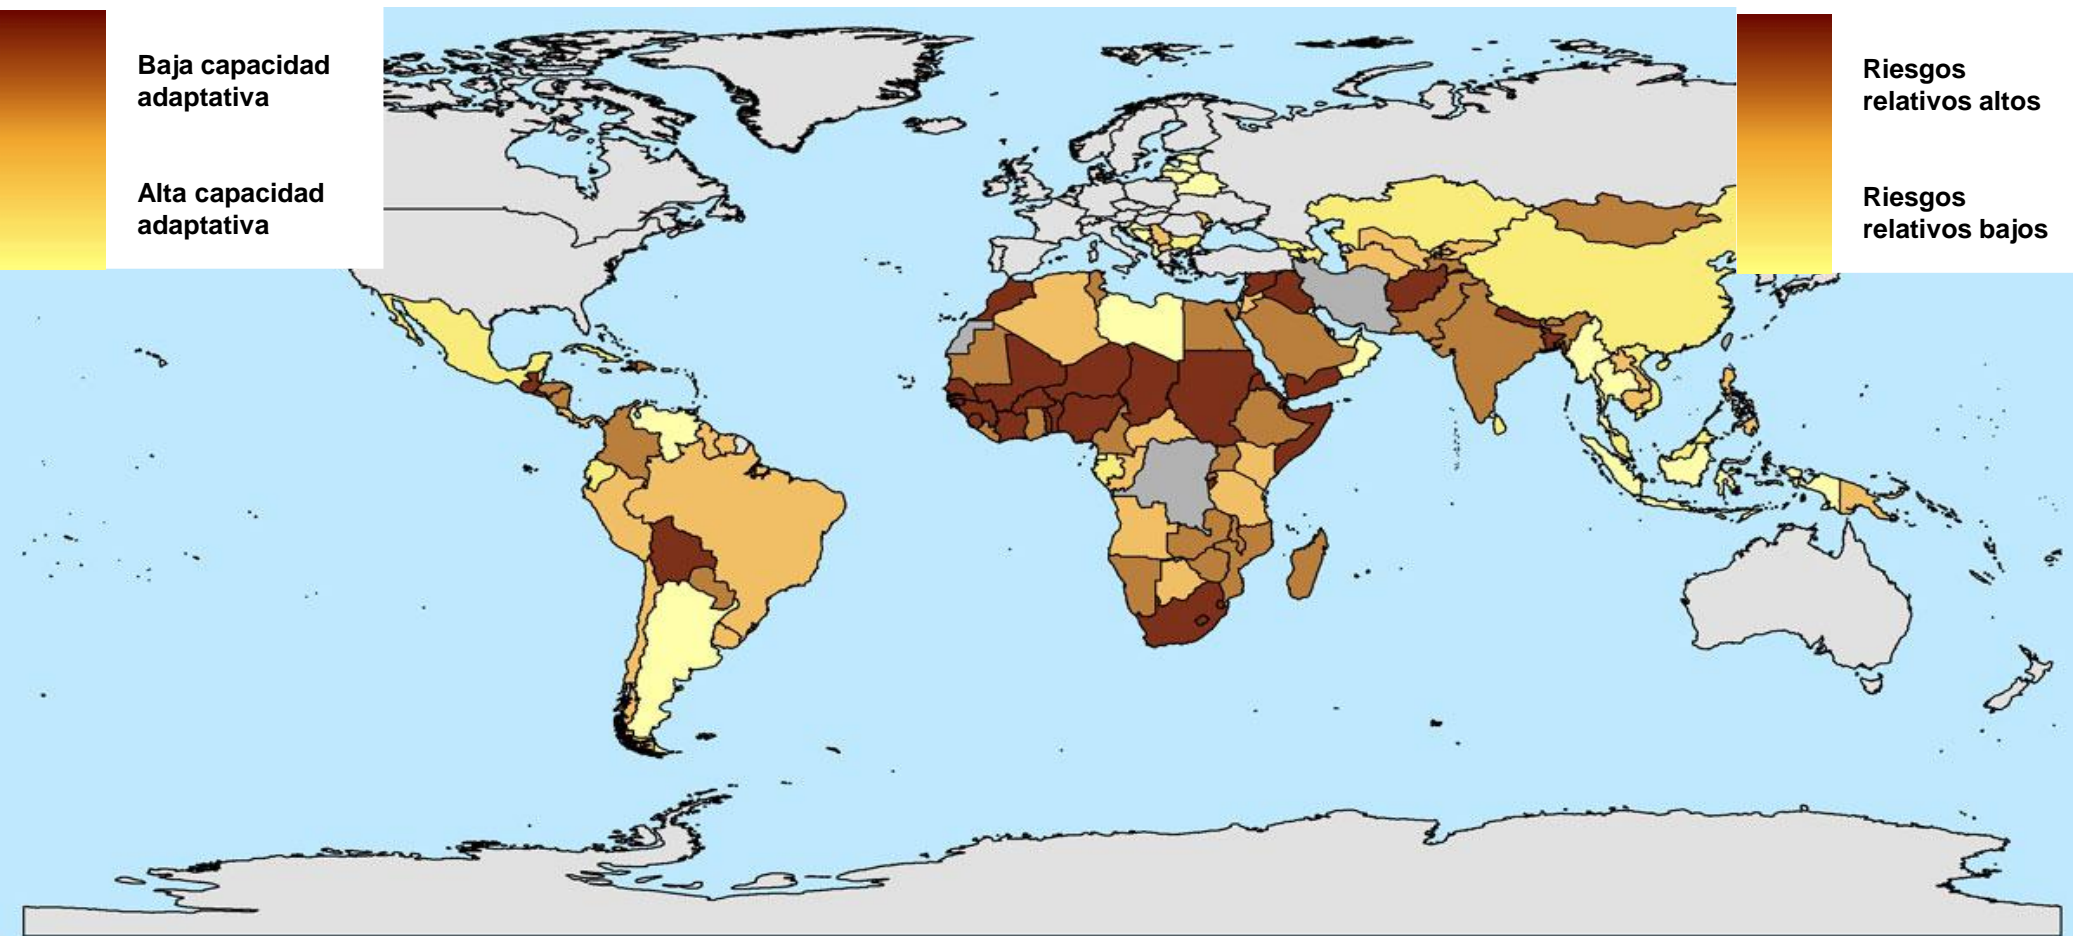 Baja capacidad
adaptativa
Alta capacidad
adaptativa
Riesgos
relativos altos
Riesgos
relativos bajos